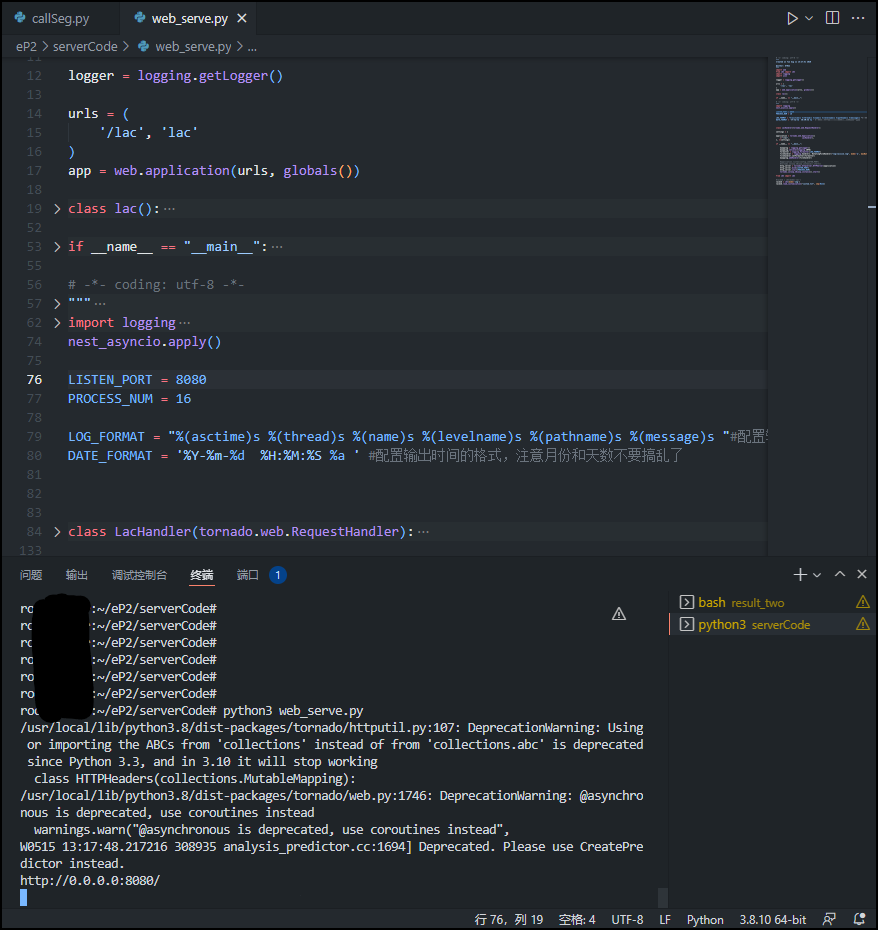 callSeg.py
web_serve.py
eP2 > serverCode > web_serve.py > ...
11
12 logger = logging.getLogger()
13
14 urls = (
15 '/lac', 'lac'
16 )
17 app = web.application(urls, globals())
18
19 class lac():···
52
53 if __name__ == "__main__":···
55
56 # -*- coding: utf-8 -*-
57 """···
62 import logging···
74 nest_asyncio.apply()
75
76 LISTEN_PORT = 8080
77 PROCESS_NUM = 16
78
79 LOG_FORMAT = "%(asctime)s %(thread)s %(name)s %(levelname)s %(pathname)s %(message)s "#配置
80 DATE_FORMAT = '%Y-%m-%d  %H:%M:%S %a ' #配置输出时间的格式，注意月份和天数不要搞乱了
81
82
83
84 class LacHandler(tornado.web.RequestHandler):···
133
问题 输出 调试控制台 终端 端口 1
bash result_two
python3 serverCode
ro :~/eP2/serverCode#
ro :~/eP2/serverCode#
ro :~/eP2/serverCode#
ro :~/eP2/serverCode#
ro :~/eP2/serverCode#
ro :~/eP2/serverCode#
roo :~/eP2/serverCode# python3 web_serve.py
/usr/local/lib/python3.8/dist-packages/tornado/httputil.py:107: DeprecationWarning: Using
or importing the ABCs from 'collections' instead of from 'collections.abc' is deprecated
since Python 3.3, and in 3.10 it will stop working
class HTTPHeaders(collections.MutableMapping):
/usr/local/lib/python3.8/dist-packages/tornado/web.py:1746: DeprecationWarning: @asynchro
nous is deprecated, use coroutines instead
warnings.warn("@asynchronous is deprecated, use coroutines instead",
W0515 13:17:48.217216 308935 analysis_predictor.cc:1694] Deprecated. Please use CreatePre
dictor instead.
http://0.0.0.0:8080/
行 76，列 19 空格: 4 UTF-8 LF Python 3.8.10 64-bit